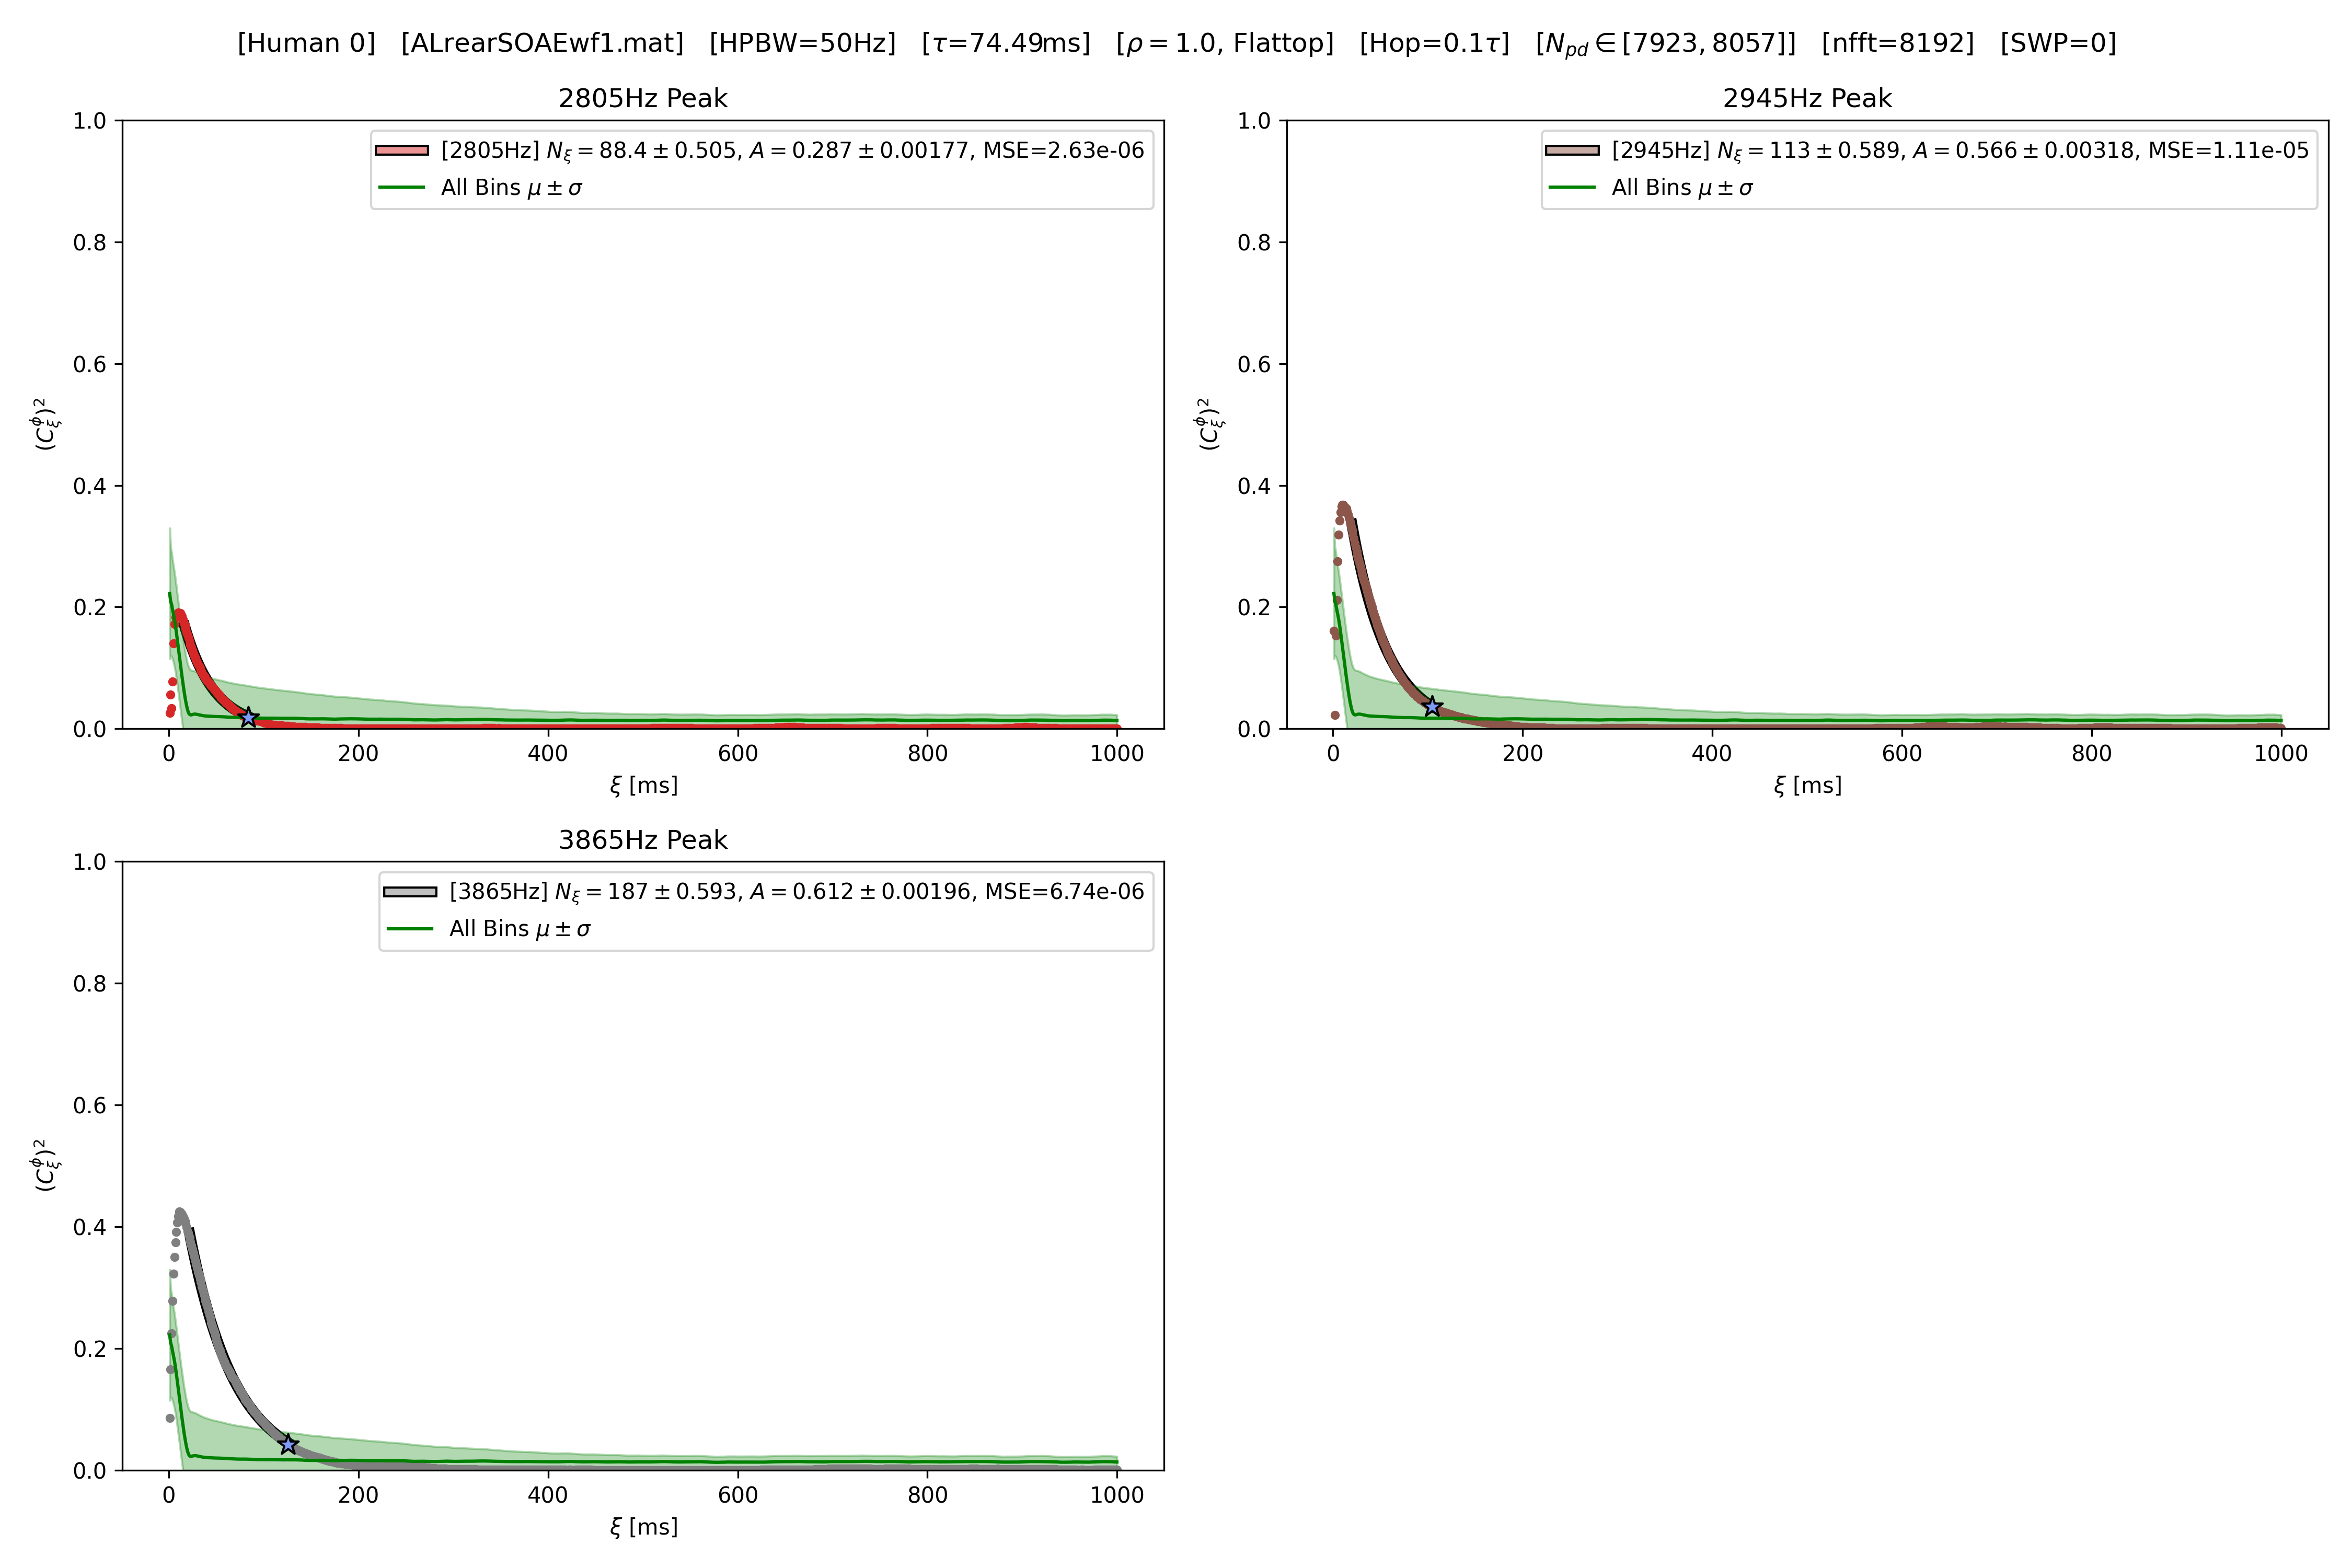 [Human 0] [ALrearSOAEwf1.mat] [HPBW=50Hz] [τ=74.49ms] [ρ = 1.0, Flattop] [Hop=0.1τ] [N_pd ∈ [7923, 8057]] [nfft=8192] [SWP=0]
2805Hz Peak
[2805Hz] N_ξ = 88.4 ± 0.505, A = 0.287 ± 0.00177, MSE=2.63e-06
All Bins μ ± σ
1.0
0.8
0.6
0.4
0.2
0.0
(C_ξ^ϕ)²
0 200 400 600 800 1000
ξ [ms]
2945Hz Peak
[2945Hz] N_ξ = 113 ± 0.589, A = 0.566 ± 0.00318, MSE=1.11e-05
All Bins μ ± σ
1.0
0.8
0.6
0.4
0.2
0.0
(C_ξ^ϕ)²
0 200 400 600 800 1000
ξ [ms]
3865Hz Peak
[3865Hz] N_ξ = 187 ± 0.593, A = 0.612 ± 0.00196, MSE=6.74e-06
All Bins μ ± σ
1.0
0.8
0.6
0.4
0.2
0.0
(C_ξ^ϕ)²
0 200 400 600 800 1000
ξ [ms]